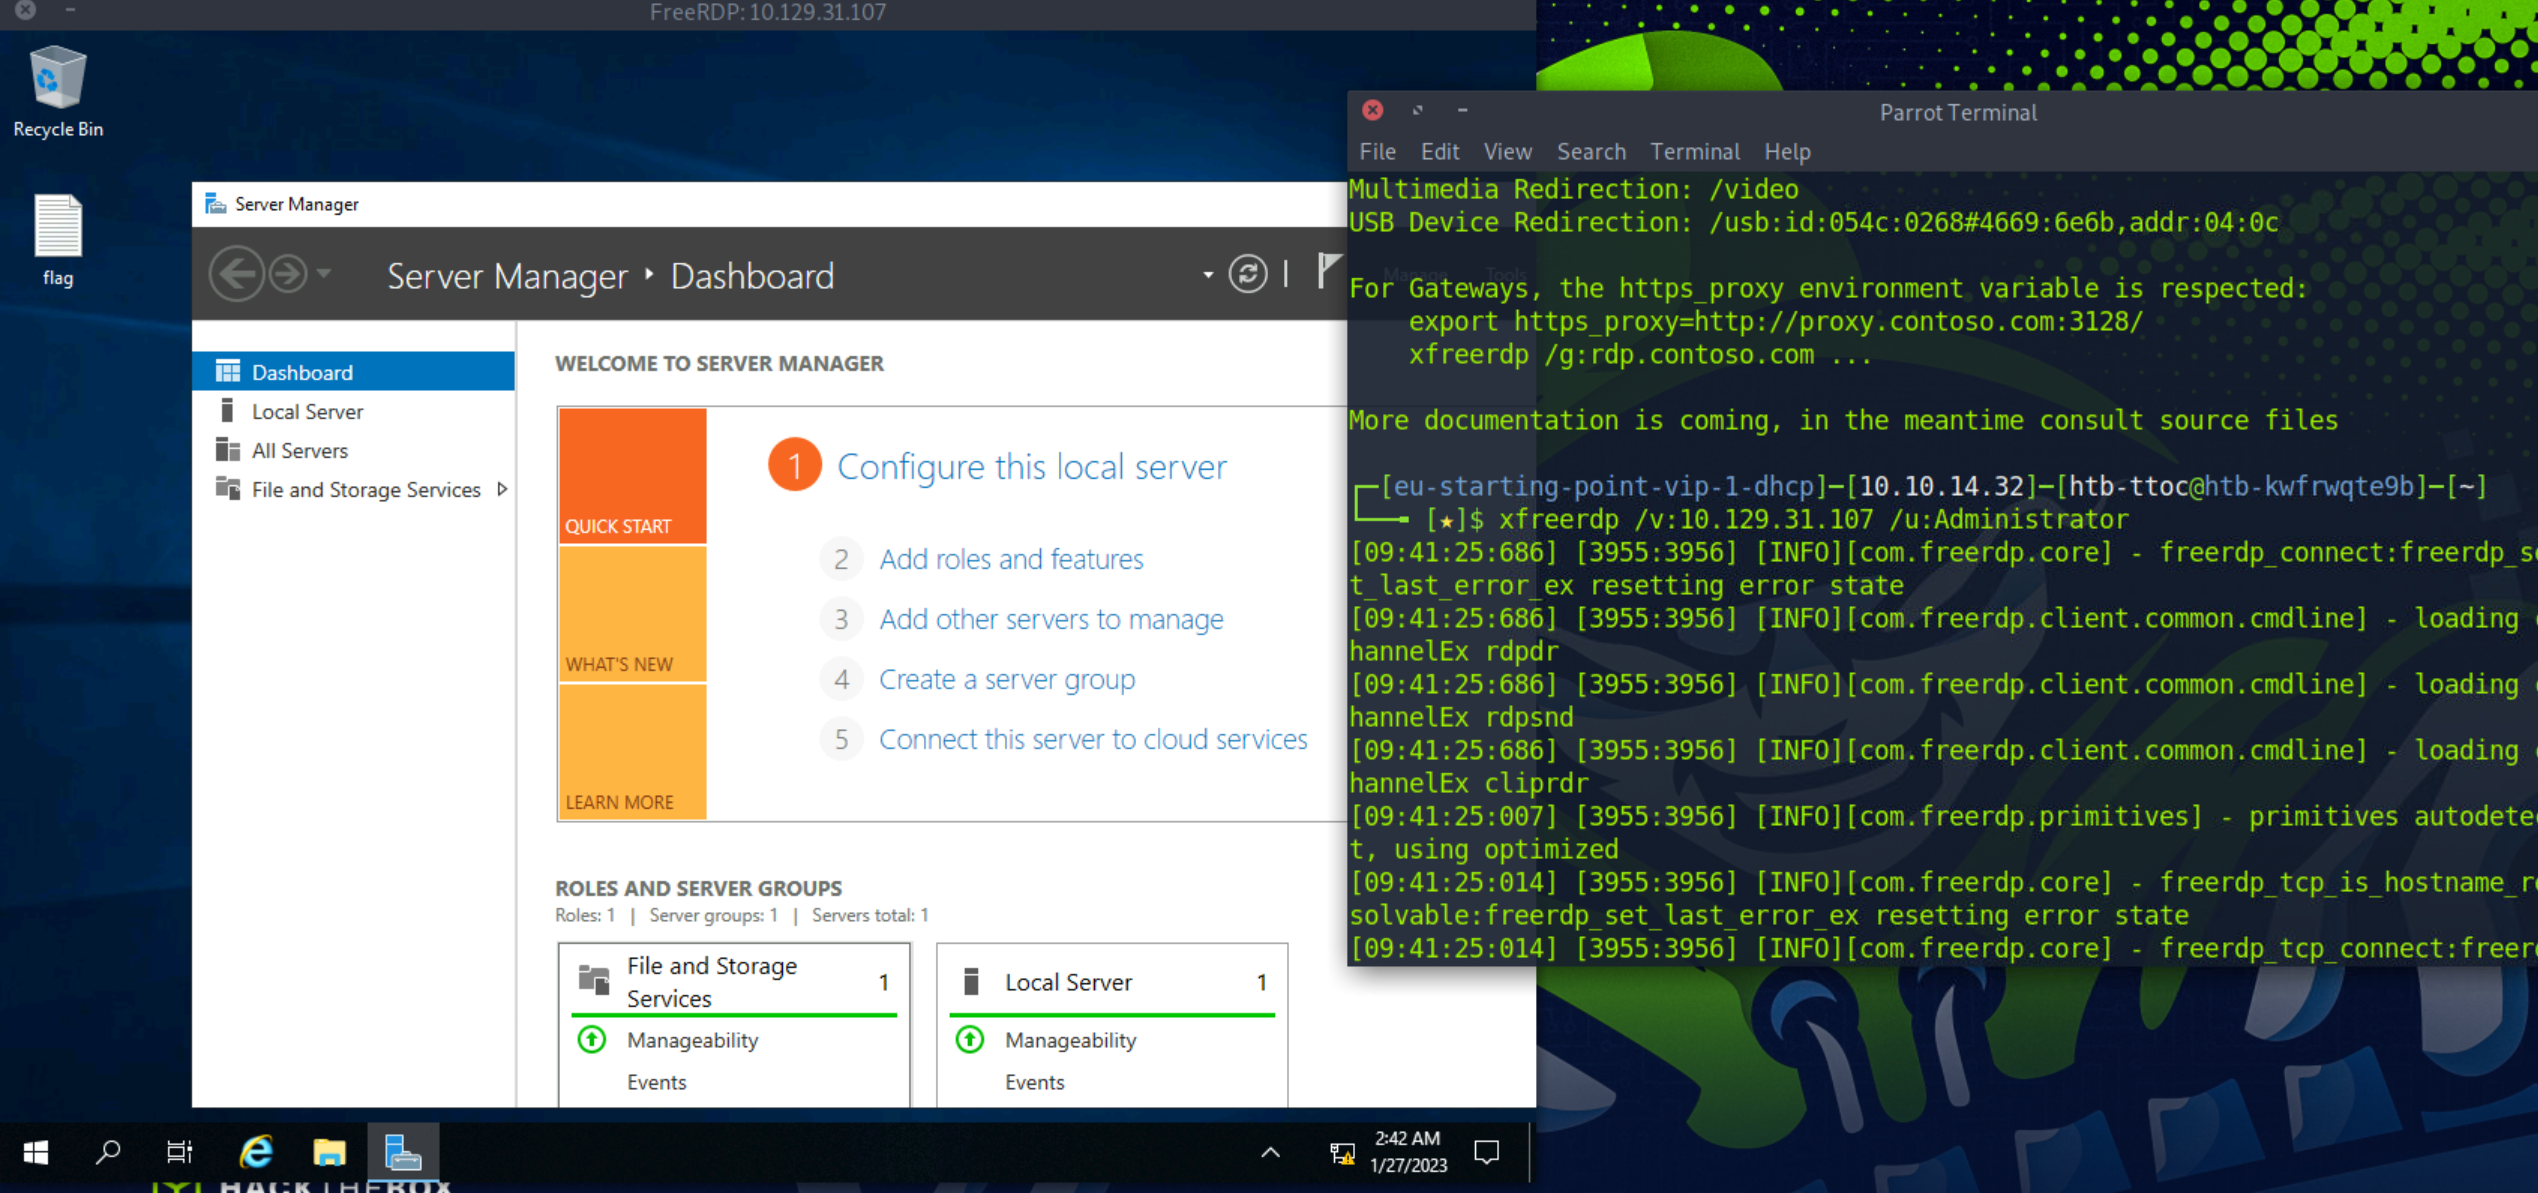 FreeRDP: 10.129.31.107
Recycle Bin
flag
Server Manager
Server Manager ‣ Dashboard
Manage Tools
Dashboard
Local Server
All Servers
File and Storage Services
WELCOME TO SERVER MANAGER
QUICK START
WHAT'S NEW
LEARN MORE
1 Configure this local server
2 Add roles and features
3 Add other servers to manage
4 Create a server group
5 Connect this server to cloud services
ROLES AND SERVER GROUPS
Roles: 1 | Server groups: 1 | Servers total: 1
File and Storage
Services 1
Manageability
Events
Local Server 1
Manageability
Events
2:42 AM
1/27/2023
HACKTHEBOX
Parrot Terminal
File Edit View Search Terminal Help
Multimedia Redirection: /video
USB Device Redirection: /usb:id:054c:0268#4669:6e6b,addr:04:0c
For Gateways, the https_proxy environment variable is respected:
export https_proxy=http://proxy.contoso.com:3128/
xfreerdp /g:rdp.contoso.com ...
More documentation is coming, in the meantime consult source files
┌─[eu-starting-point-vip-1-dhcp]─[10.10.14.32]─[htb-ttoc@htb-kwfrwqte9b]─[~]
└──╼ [★]$ xfreerdp /v:10.129.31.107 /u:Administrator
[09:41:25:686] [3955:3956] [INFO][com.freerdp.core] - freerdp_connect:freerdp_se
t_last_error_ex resetting error state
[09:41:25:686] [3955:3956] [INFO][com.freerdp.client.common.cmdline] - loading c
hannelEx rdpdr
[09:41:25:686] [3955:3956] [INFO][com.freerdp.client.common.cmdline] - loading c
hannelEx rdpsnd
[09:41:25:686] [3955:3956] [INFO][com.freerdp.client.common.cmdline] - loading c
hannelEx cliprdr
[09:41:25:007] [3955:3956] [INFO][com.freerdp.primitives] - primitives autodetec
t, using optimized
[09:41:25:014] [3955:3956] [INFO][com.freerdp.core] - freerdp_tcp_is_hostname_re
solvable:freerdp_set_last_error_ex resetting error state
[09:41:25:014] [3955:3956] [INFO][com.freerdp.core] - freerdp_tcp_connect:freer